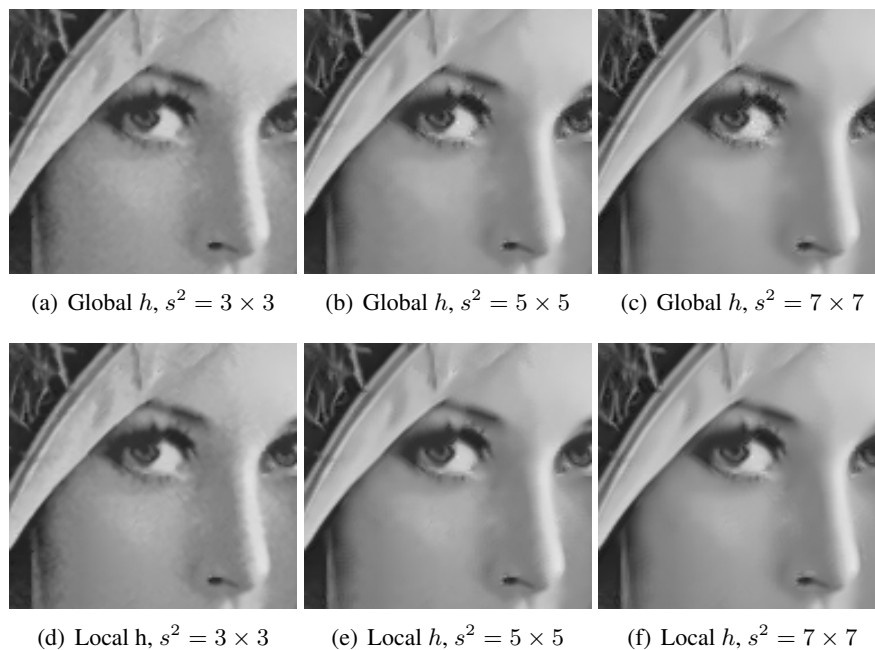 (a) Global h, s² = 3 × 3
(b) Global h, s² = 5 × 5
(c) Global h, s² = 7 × 7
(d) Local h, s² = 3 × 3
(e) Local h, s² = 5 × 5
(f) Local h, s² = 7 × 7